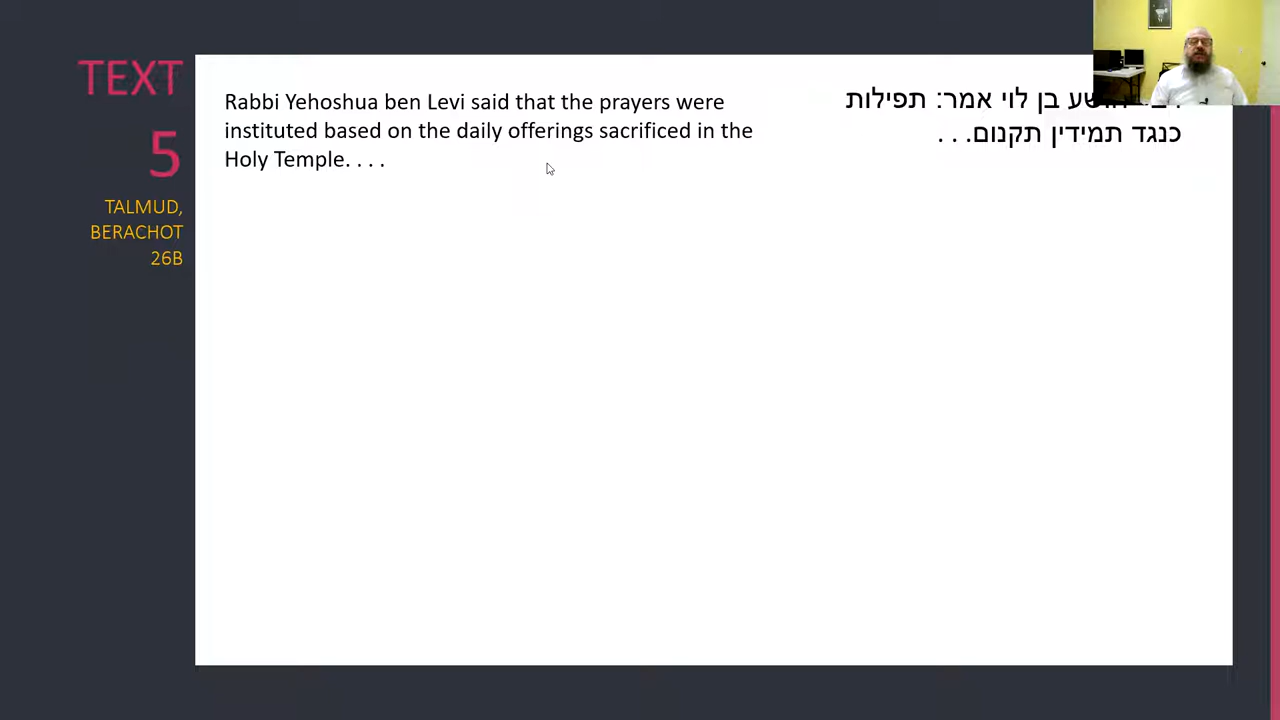 TEXT
5
TALMUD,
BERACHOT
26B
Rabbi Yehoshua ben Levi said that the prayers were
instituted based on the daily offerings sacrificed in the
Holy Temple. . . .
בן לוי אמר: תפילות
כנגד תמידין תקנום. . .